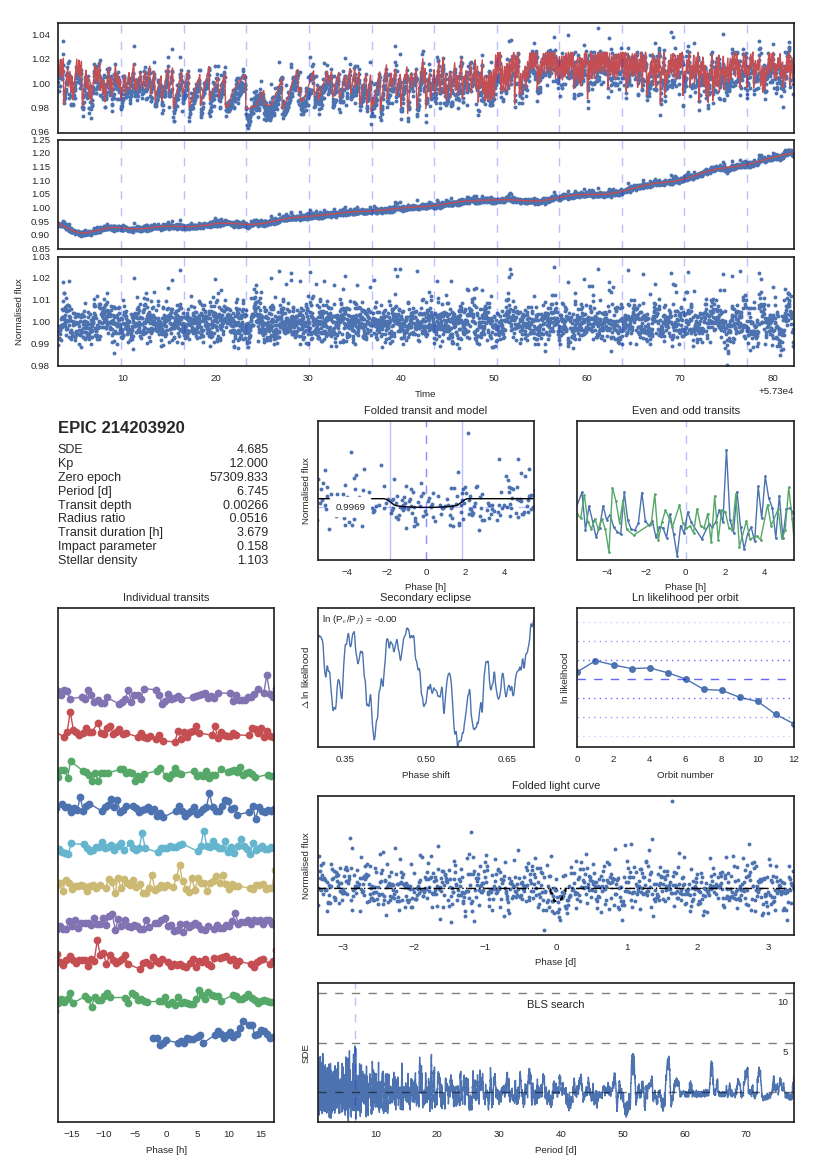 1.04
1.02
1.00
0.98
0.96
1.25
1.20
1.15
1.10
1.05
1.00
0.95
0.90
0.85
1.03
1.02
1.01
1.00
0.99
0.98
Normalised flux
10 20 30 40 50 60 70 80
Time
+5.73e4
EPIC 214203920
SDE 4.685
Kp 12.000
Zero epoch 57309.833
Period [d] 6.745
Transit depth 0.00266
Radius ratio 0.0516
Transit duration [h] 3.679
Impact parameter 0.158
Stellar density 1.103
Folded transit and model
Normalised flux
0.9969
−4 −2 0 2 4
Phase [h]
Even and odd transits
−4 −2 0 2 4
Phase [h]
Individual transits
−15 −10 −5 0 5 10 15
Phase [h]
Secondary eclipse
Δ ln likelihood
0.35 0.50 0.65
Phase shift
Ln likelihood per orbit
ln likelihood
0 2 4 6 8 10 12
Orbit number
Folded light curve
Normalised flux
−3 −2 −1 0 1 2 3
Phase [d]
BLS search
10
5
SDE
10 20 30 40 50 60 70
Period [d]